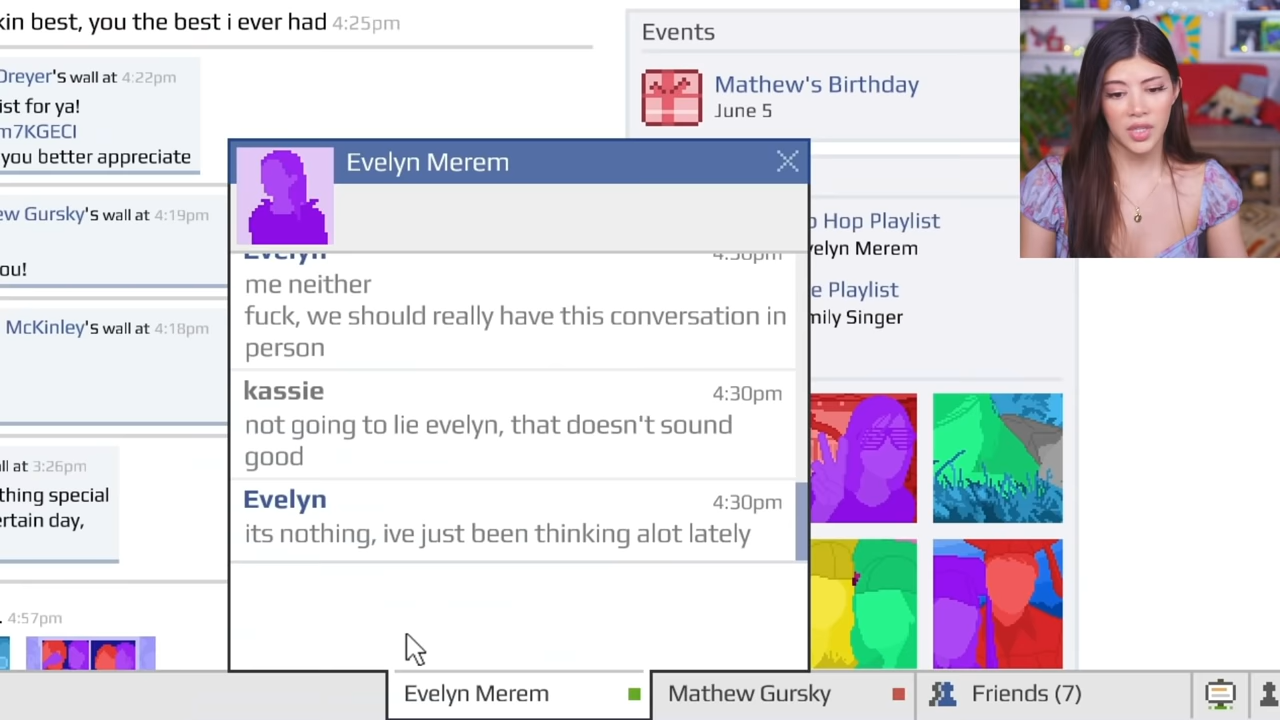 kin best, you the best i ever had 4:25pm
Dreyer's wall at 4:22pm
ist for ya!
m7KGECI
you better appreciate
ew Gursky's wall at 4:19pm
ou!
McKinley's wall at 4:18pm
all at 3:26pm
thing special
ertain day,
4:57pm
Events
Mathew's Birthday
June 5
Evelyn Merem
Evelyn 4:30pm
me neither
fuck, we should really have this conversation in
person
kassie 4:30pm
not going to lie evelyn, that doesn't sound
good
Evelyn 4:30pm
its nothing, ive just been thinking alot lately
p Hop Playlist
velyn Merem
e Playlist
mily Singer
Evelyn Merem
Mathew Gursky
Friends (7)